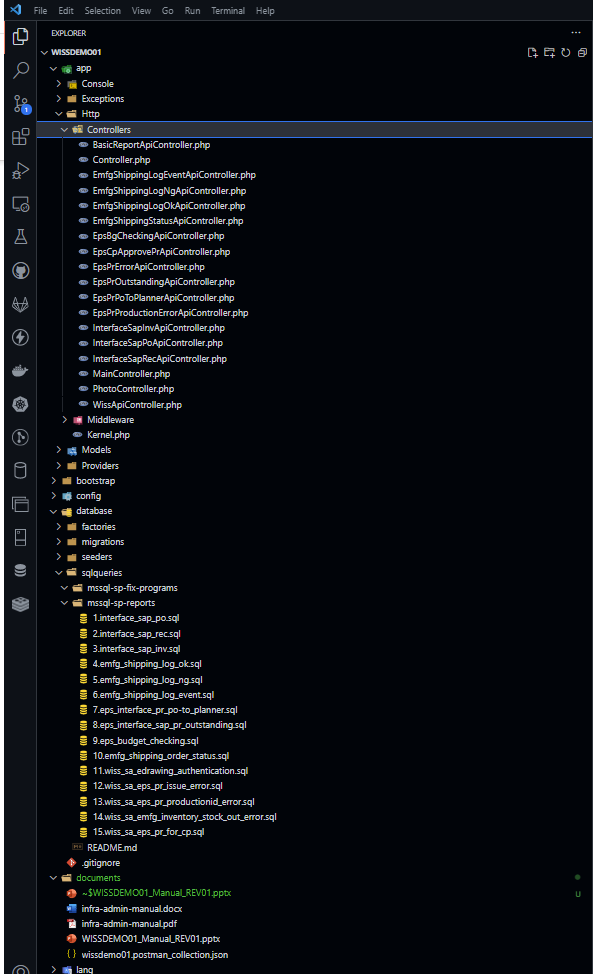 File Edit Selection View Go Run Terminal Help
EXPLORER
WISSDEMO01
app
Console
Exceptions
Http
Controllers
BasicReportApiController.php
Controller.php
EmfgShippingLogEventApiController.php
EmfgShippingLogNgApiController.php
EmfgShippingLogOkApiController.php
EmfgShippingStatusApiController.php
EpsBgCheckingApiController.php
EpsCpApprovePrApiController.php
EpsPrErrorApiController.php
EpsPrOutstandingApiController.php
EpsPrPoToPlannerApiController.php
EpsPrProductionErrorApiController.php
InterfaceSapInvApiController.php
InterfaceSapPoApiController.php
InterfaceSapRecApiController.php
MainController.php
PhotoController.php
WissApiController.php
Middleware
Kernel.php
Models
Providers
bootstrap
config
database
factories
migrations
seeders
sqlqueries
mssql-sp-fix-programs
mssql-sp-reports
1.interface_sap_po.sql
2.interface_sap_rec.sql
3.interface_sap_inv.sql
4.emfg_shipping_log_ok.sql
5.emfg_shipping_log_ng.sql
6.emfg_shipping_log_event.sql
7.eps_interface_pr_po-to_planner.sql
8.eps_interface_sap_pr_outstanding.sql
9.eps_budget_checking.sql
10.emfg_shipping_order_status.sql
11.wiss_sa_edrawing_authentication.sql
12.wiss_sa_eps_pr_issue_error.sql
13.wiss_sa_eps_pr_productionid_error.sql
14.wiss_sa_emfg_inventory_stock_out_error.sql
15.wiss_sa_eps_pr_for_cp.sql
README.md
.gitignore
documents
~$WISSDEMO01_Manual_REV01.pptx U
infra-admin-manual.docx
infra-admin-manual.pdf
WISSDEMO01_Manual_REV01.pptx
wissdemo01.postman_collection.json
lang
1